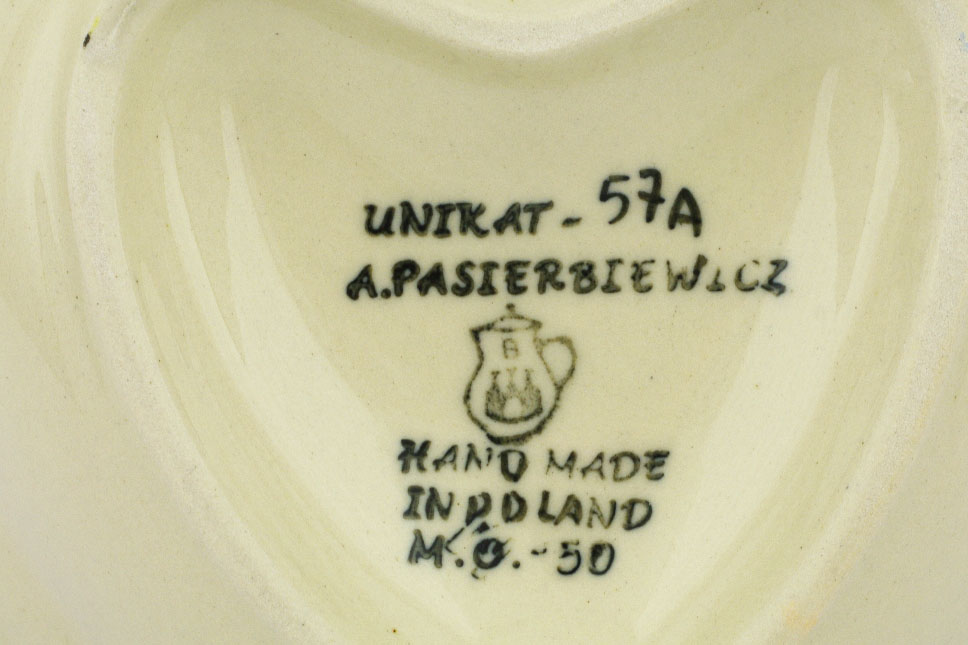 UNIKAT - 57A
A.PASIERBIEWICZ
B
HAND MADE
IN POLAND
M.O. - 50